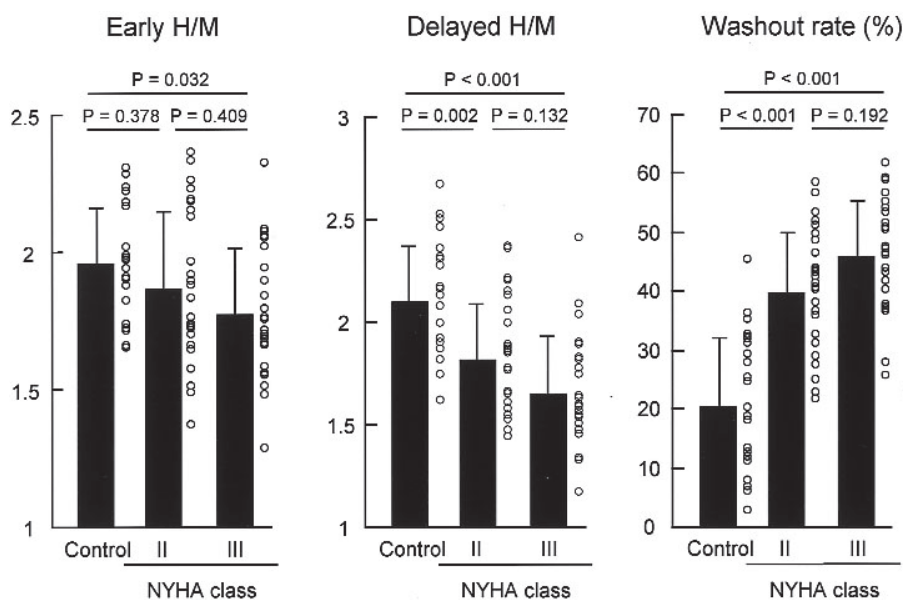 Early H/M
P = 0.032
P = 0.378 P = 0.409
2.5
2
1.5
1
Control II III
NYHA class
Delayed H/M
P < 0.001
P = 0.002 P = 0.132
3
2.5
2
1.5
1
Control II III
NYHA class
Washout rate (%)
P < 0.001
P < 0.001 P = 0.192
70
60
50
40
30
20
10
0
Control II III
NYHA class